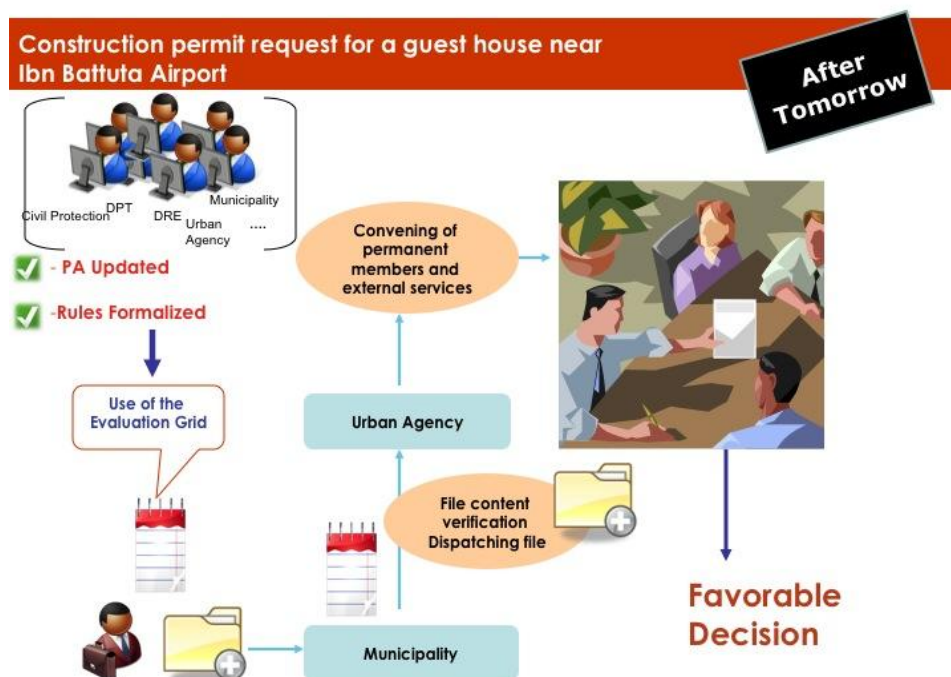 Construction permit request for a guest house near
Ibn Battuta Airport
After
Tomorrow
Civil Protection
DPT
DRE
Urban
Agency
Municipality
....
- PA Updated
-Rules Formalized
Use of the
Evaluation Grid
Convening of
permanent
members and
external services
Urban Agency
File content
verification
Dispatching file
Municipality
Favorable
Decision